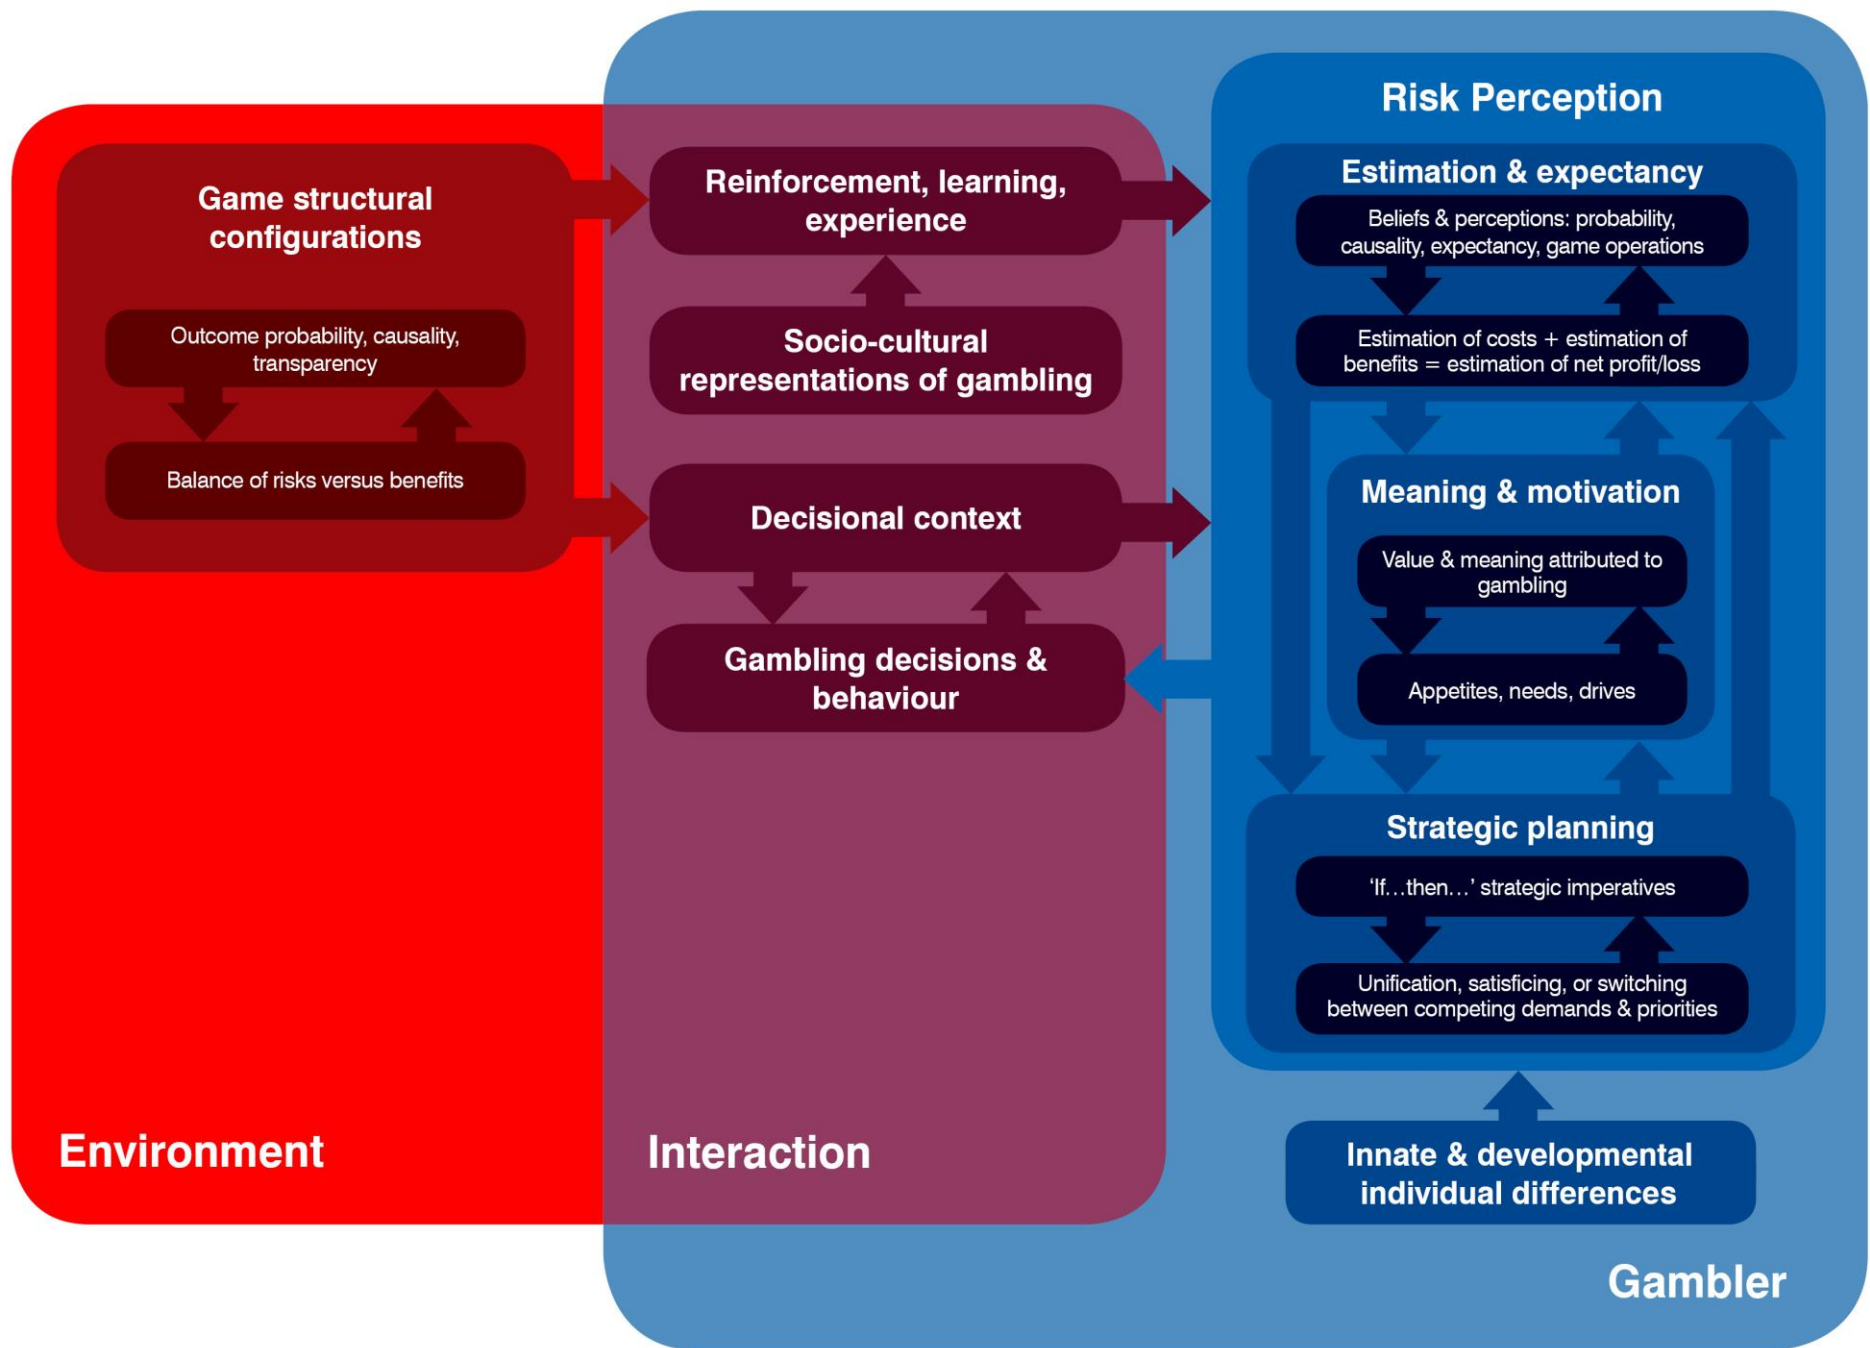 Game structural
configurations
Outcome probability, causality,
transparency
Balance of risks versus benefits
Environment
Reinforcement, learning,
experience
Socio-cultural
representations of gambling
Decisional context
Gambling decisions &
behaviour
Interaction
Risk Perception
Estimation & expectancy
Beliefs & perceptions: probability,
causality, expectancy, game operations
Estimation of costs + estimation of
benefits = estimation of net profit/loss
Meaning & motivation
Value & meaning attributed to
gambling
Appetites, needs, drives
Strategic planning
‘If…then…’ strategic imperatives
Unification, satisficing, or switching
between competing demands & priorities
Innate & developmental
individual differences
Gambler